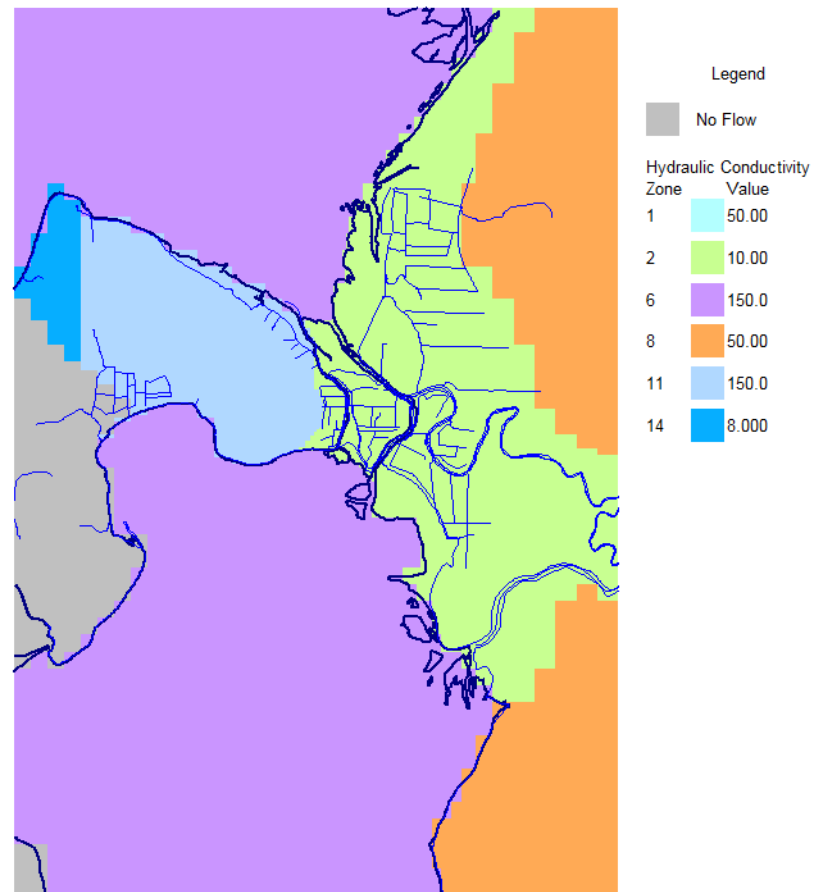 Legend
No Flow
Hydraulic Conductivity
Zone Value
1 50.00
2 10.00
6 150.0
8 50.00
11 150.0
14 8.000